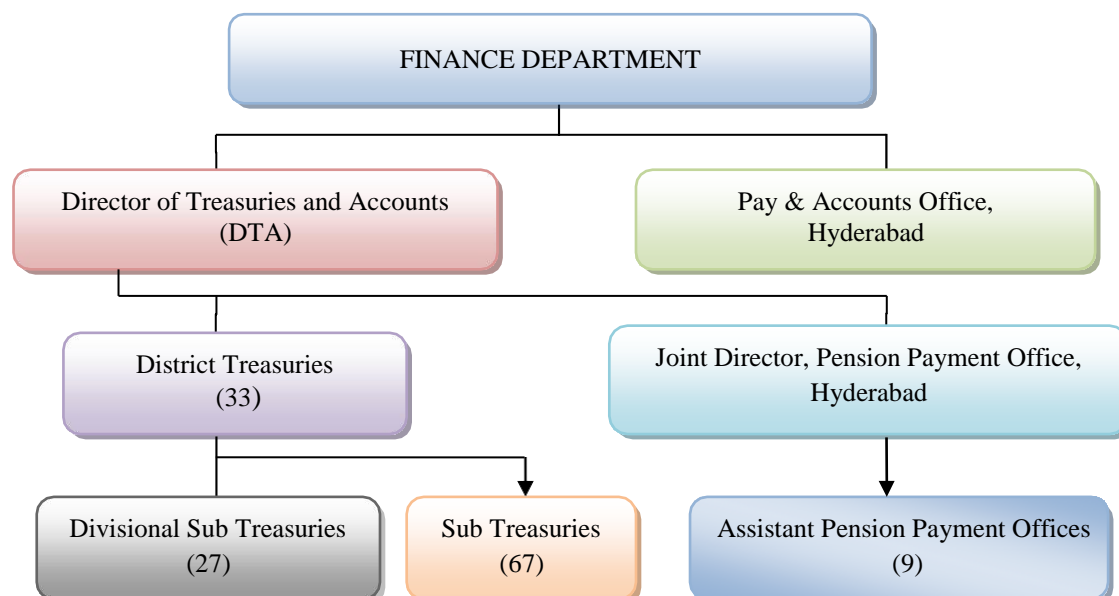 FINANCE DEPARTMENT
Director of Treasuries and Accounts
(DTA)
Pay & Accounts Office,
Hyderabad
District Treasuries
(33)
Joint Director, Pension Payment Office,
Hyderabad
Divisional Sub Treasuries
(27)
Sub Treasuries
(67)
Assistant Pension Payment Offices
(9)